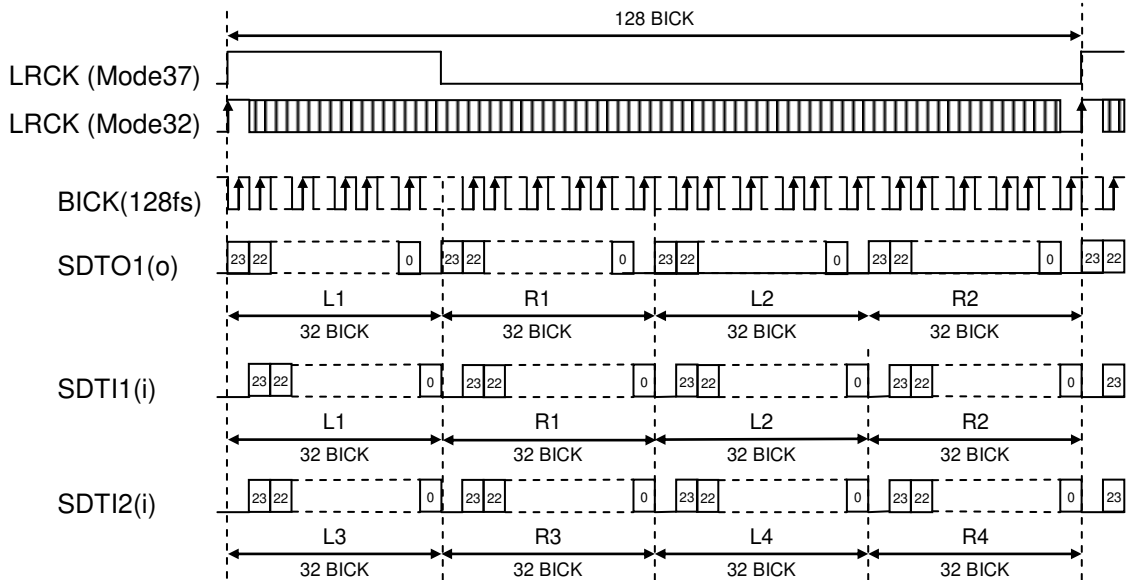 128 BICK
LRCK (Mode37)
LRCK (Mode32)
BICK(128fs)
SDTO1(o)
23 22 0 23 22 0 23 22 0 23 22 0 23 22
L1 R1 L2 R2
32 BICK 32 BICK 32 BICK 32 BICK
SDTI1(i)
23 22 0 23 22 0 23 22 0 23 22 0 23
L1 R1 L2 R2
32 BICK 32 BICK 32 BICK 32 BICK
SDTI2(i)
23 22 0 23 22 0 23 22 0 23 22 0 23
L3 R3 L4 R4
32 BICK 32 BICK 32 BICK 32 BICK